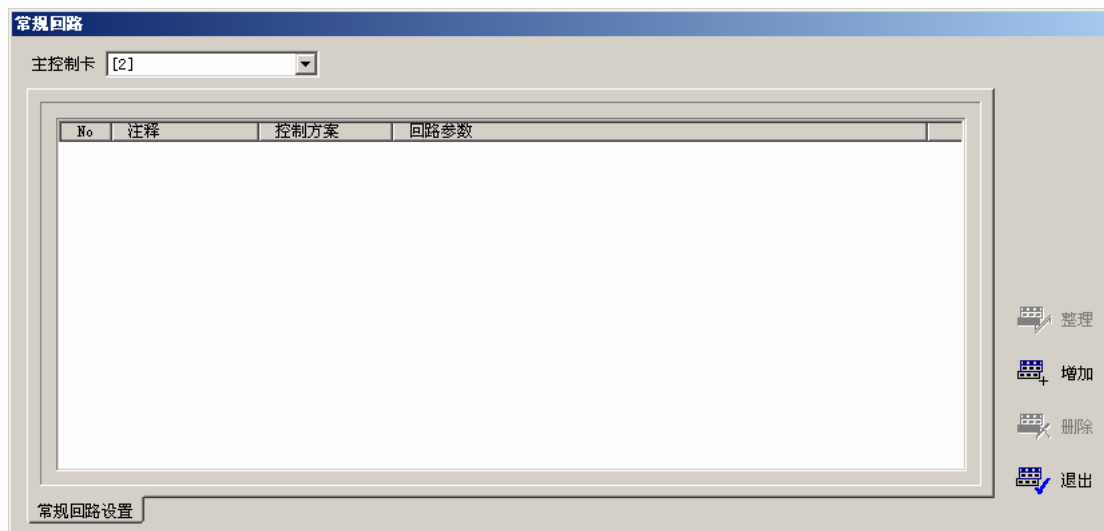 常规回路
主控制卡 [2]
No 注释 控制方案 回路参数
整理
增加
删除
退出
常规回路设置